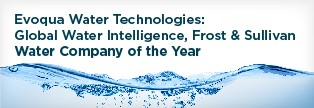 Evoqua Water Technologies:
Global Water Intelligence, Frost & Sullivan
Water Company of the Year